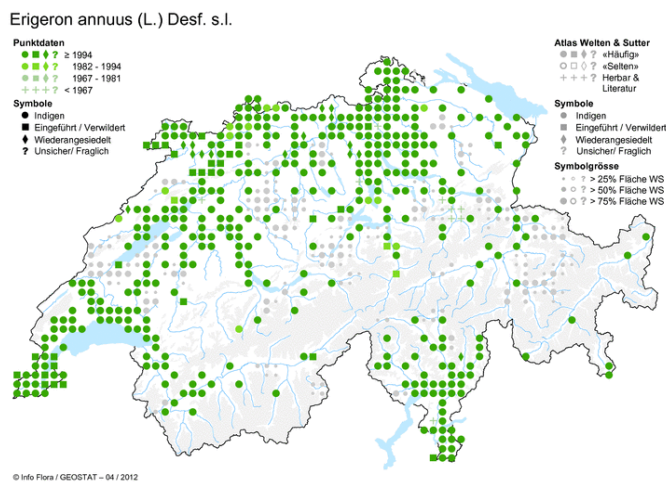 Erigeron annuus (L.) Desf. s.l.
Punktdaten
? ≥ 1994
? 1982 - 1994
? 1967 - 1981
+++? < 1967
Symbole
Indigen
Eingeführt / Verwildert
Wiederangesiedelt
? Unsicher/ Fraglich
Atlas Welten & Sutter
? «Häufig»
? «Selten»
+++? Herbar &
Literatur
Symbole
Indigen
Eingeführt / Verwildert
Wiederangesiedelt
? Unsicher/ Fraglich
Symbolgrösse
? > 25% Fläche WS
? > 50% Fläche WS
? > 75% Fläche WS
© Info Flora / GEOSTAT – 04 / 2012